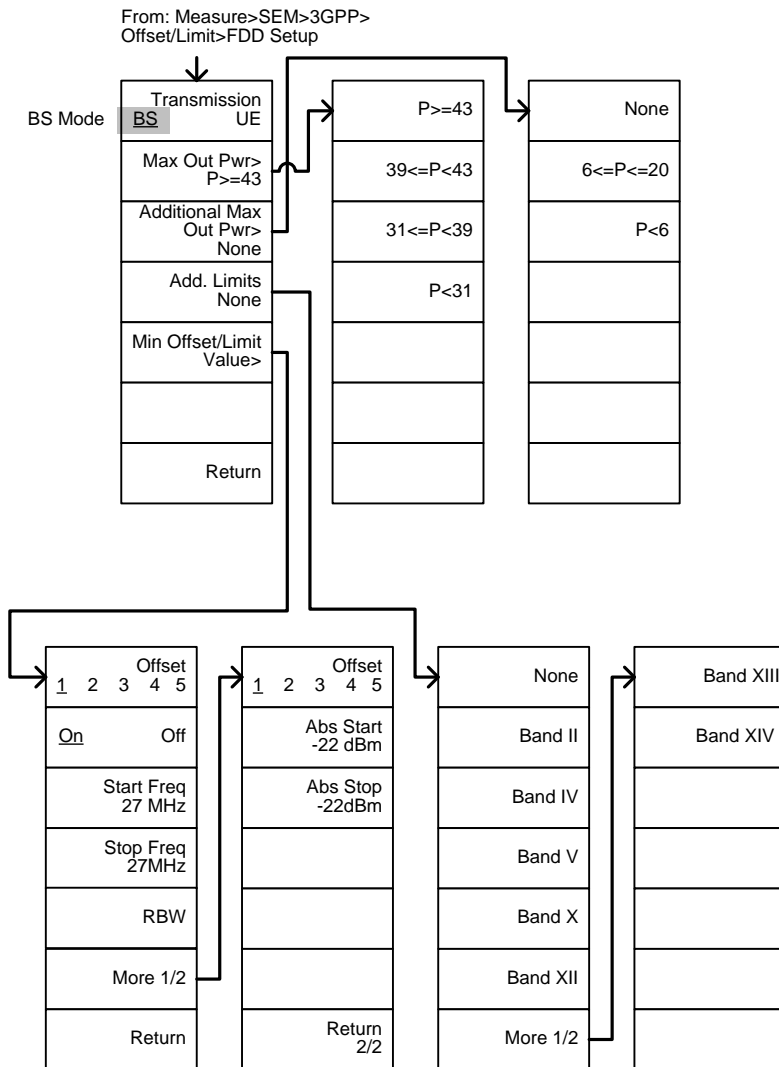 From: Measure>SEM>3GPP>
Offset/Limit>FDD Setup
BS Mode
Transmission
BS UE
Max Out Pwr>
P>=43
Additional Max
Out Pwr>
None
Add. Limits
None
Min Offset/Limit
Value>
Return
P>=43
39<=P<43
31<=P<39
P<31
None
6<=P<=20
P<6
Offset
1 2 3 4 5
On Off
Start Freq
27 MHz
Stop Freq
27MHz
RBW
More 1/2
Return
Offset
1 2 3 4 5
Abs Start
-22 dBm
Abs Stop
-22dBm
Return
2/2
None
Band II
Band IV
Band V
Band X
Band XII
More 1/2
Band XIII
Band XIV